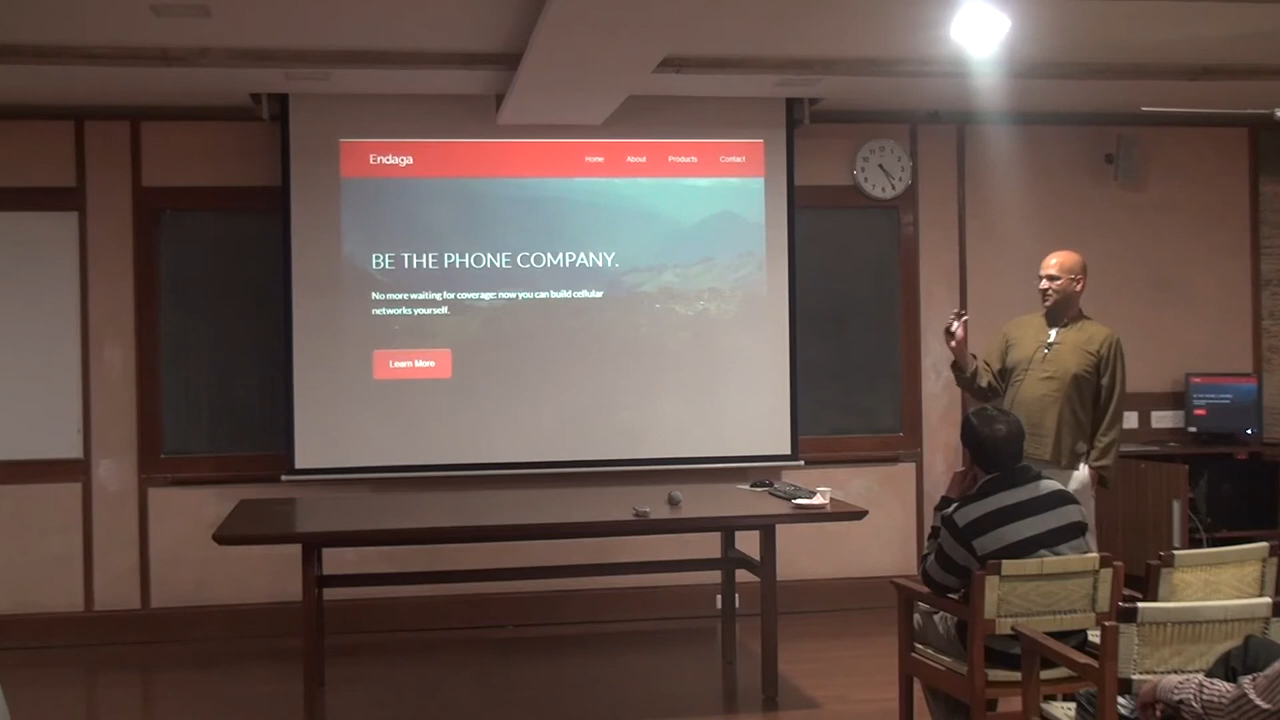 Endaga
Home About Products Contact
BE THE PHONE COMPANY.
No more waiting for coverage: now you can build cellular
networks yourself.
Learn More